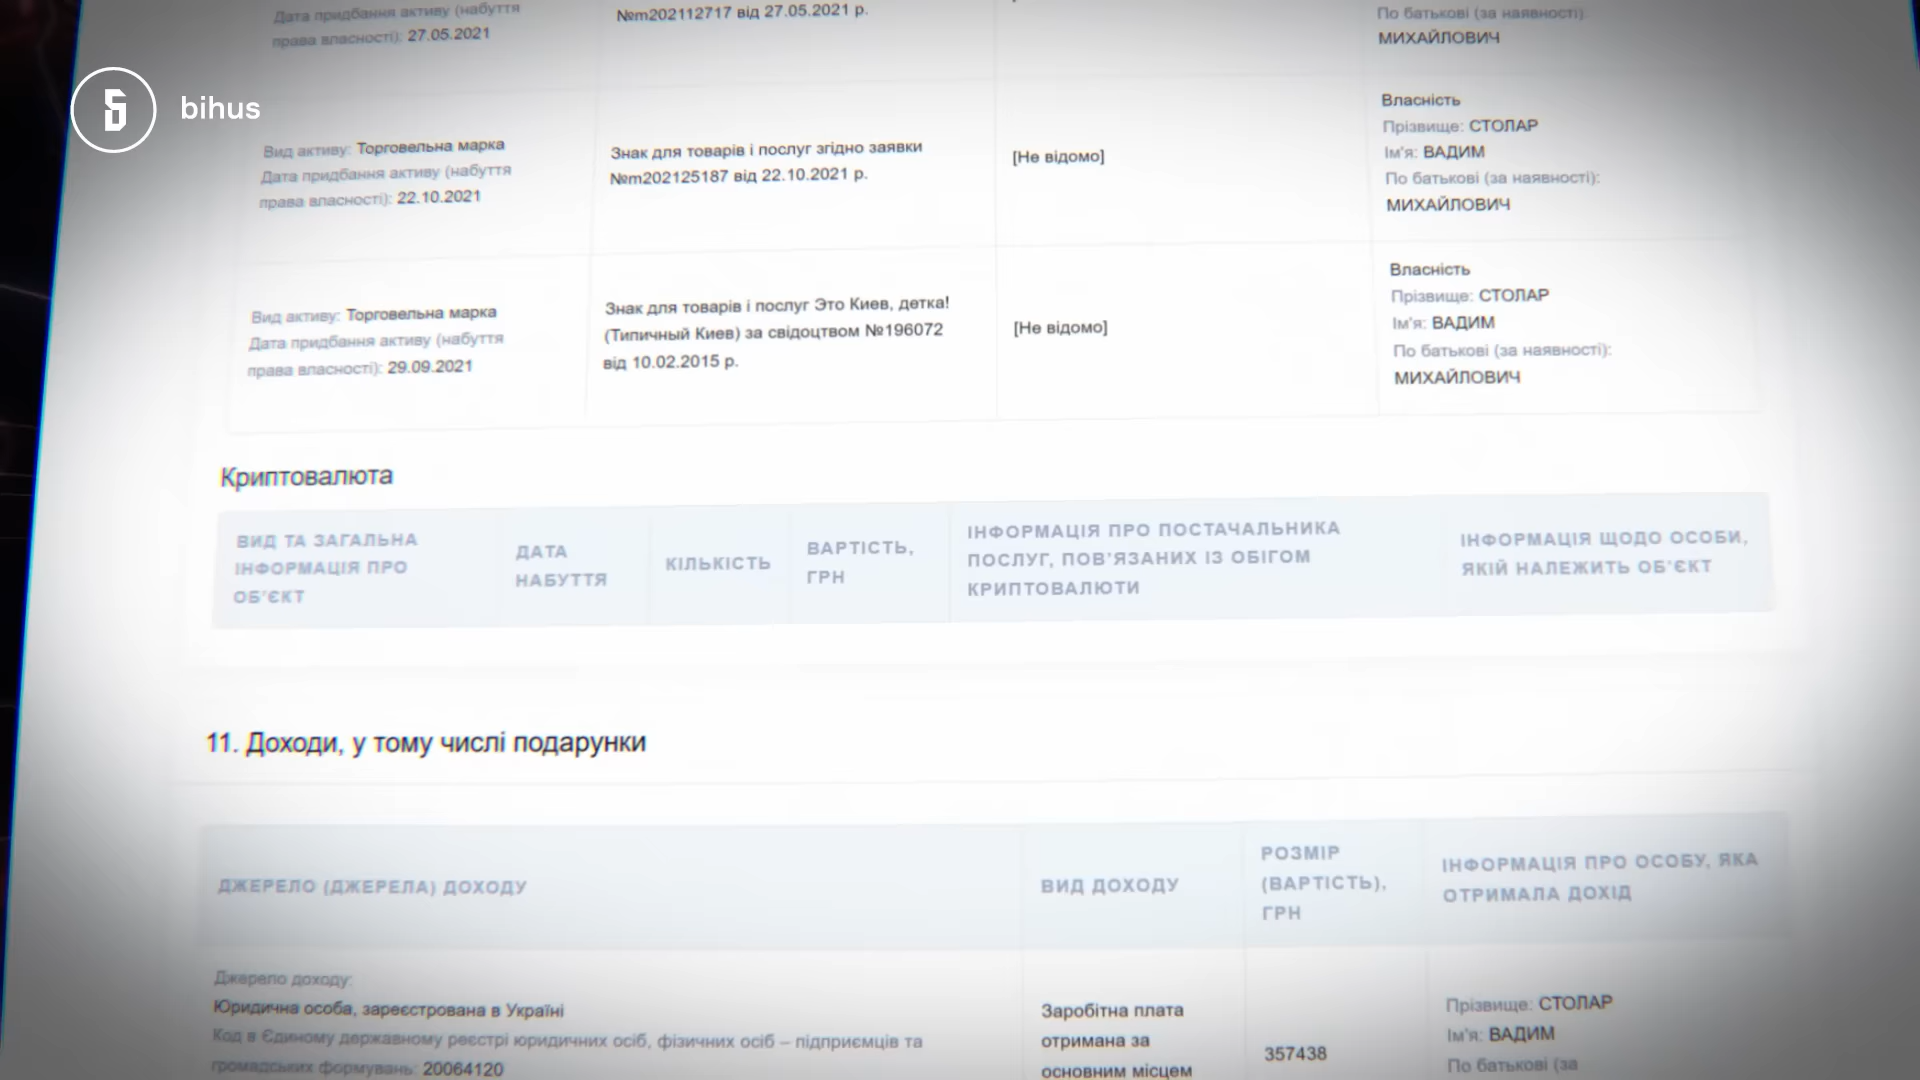 Дата придбання активу (набуття
права власності): 27.05.2021
№m202112717 від 27.05.2021 р.
По батькові (за наявності):
МИХАЙЛОВИЧ
bihus
Вид активу: Торговельна марка
Дата придбання активу (набуття
права власності): 22.10.2021
Знак для товарів і послуг згідно заявки
№m202125187 від 22.10.2021 р.
[Не відомо]
Власність
Прізвище: СТОЛАР
Ім'я: ВАДИМ
По батькові (за наявності):
МИХАЙЛОВИЧ
Вид активу: Торговельна марка
Дата придбання активу (набуття
права власності): 29.09.2021
Знак для товарів і послуг Это Киев, детка!
(Типичный Киев) за свідоцтвом №196072
від 10.02.2015 р.
[Не відомо]
Власність
Прізвище: СТОЛАР
Ім'я: ВАДИМ
По батькові (за наявності):
МИХАЙЛОВИЧ
Криптовалюта
ВИД ТА ЗАГАЛЬНА
ІНФОРМАЦІЯ ПРО
ОБ'ЄКТ
ДАТА
НАБУТТЯ
КІЛЬКІСТЬ
ВАРТІСТЬ,
ГРН
ІНФОРМАЦІЯ ПРО ПОСТАЧАЛЬНИКА
ПОСЛУГ, ПОВ'ЯЗАНИХ ІЗ ОБІГОМ
КРИПТОВАЛЮТИ
ІНФОРМАЦІЯ ЩОДО ОСОБИ,
ЯКІЙ НАЛЕЖИТЬ ОБ'ЄКТ
11. Доходи, у тому числі подарунки
ДЖЕРЕЛО (ДЖЕРЕЛА) ДОХОДУ
ВИД ДОХОДУ
РОЗМІР
(ВАРТІСТЬ),
ГРН
ІНФОРМАЦІЯ ПРО ОСОБУ, ЯКА
ОТРИМАЛА ДОХІД
Джерело доходу:
Юридична особа, зареєстрована в Україні
Код в Єдиному державному реєстрі юридичних осіб, фізичних осіб – підприємців та
громадських формувань: 20064120
Заробітна плата
отримана за
основним місцем
357438
Прізвище: СТОЛАР
Ім'я: ВАДИМ
По батькові (за